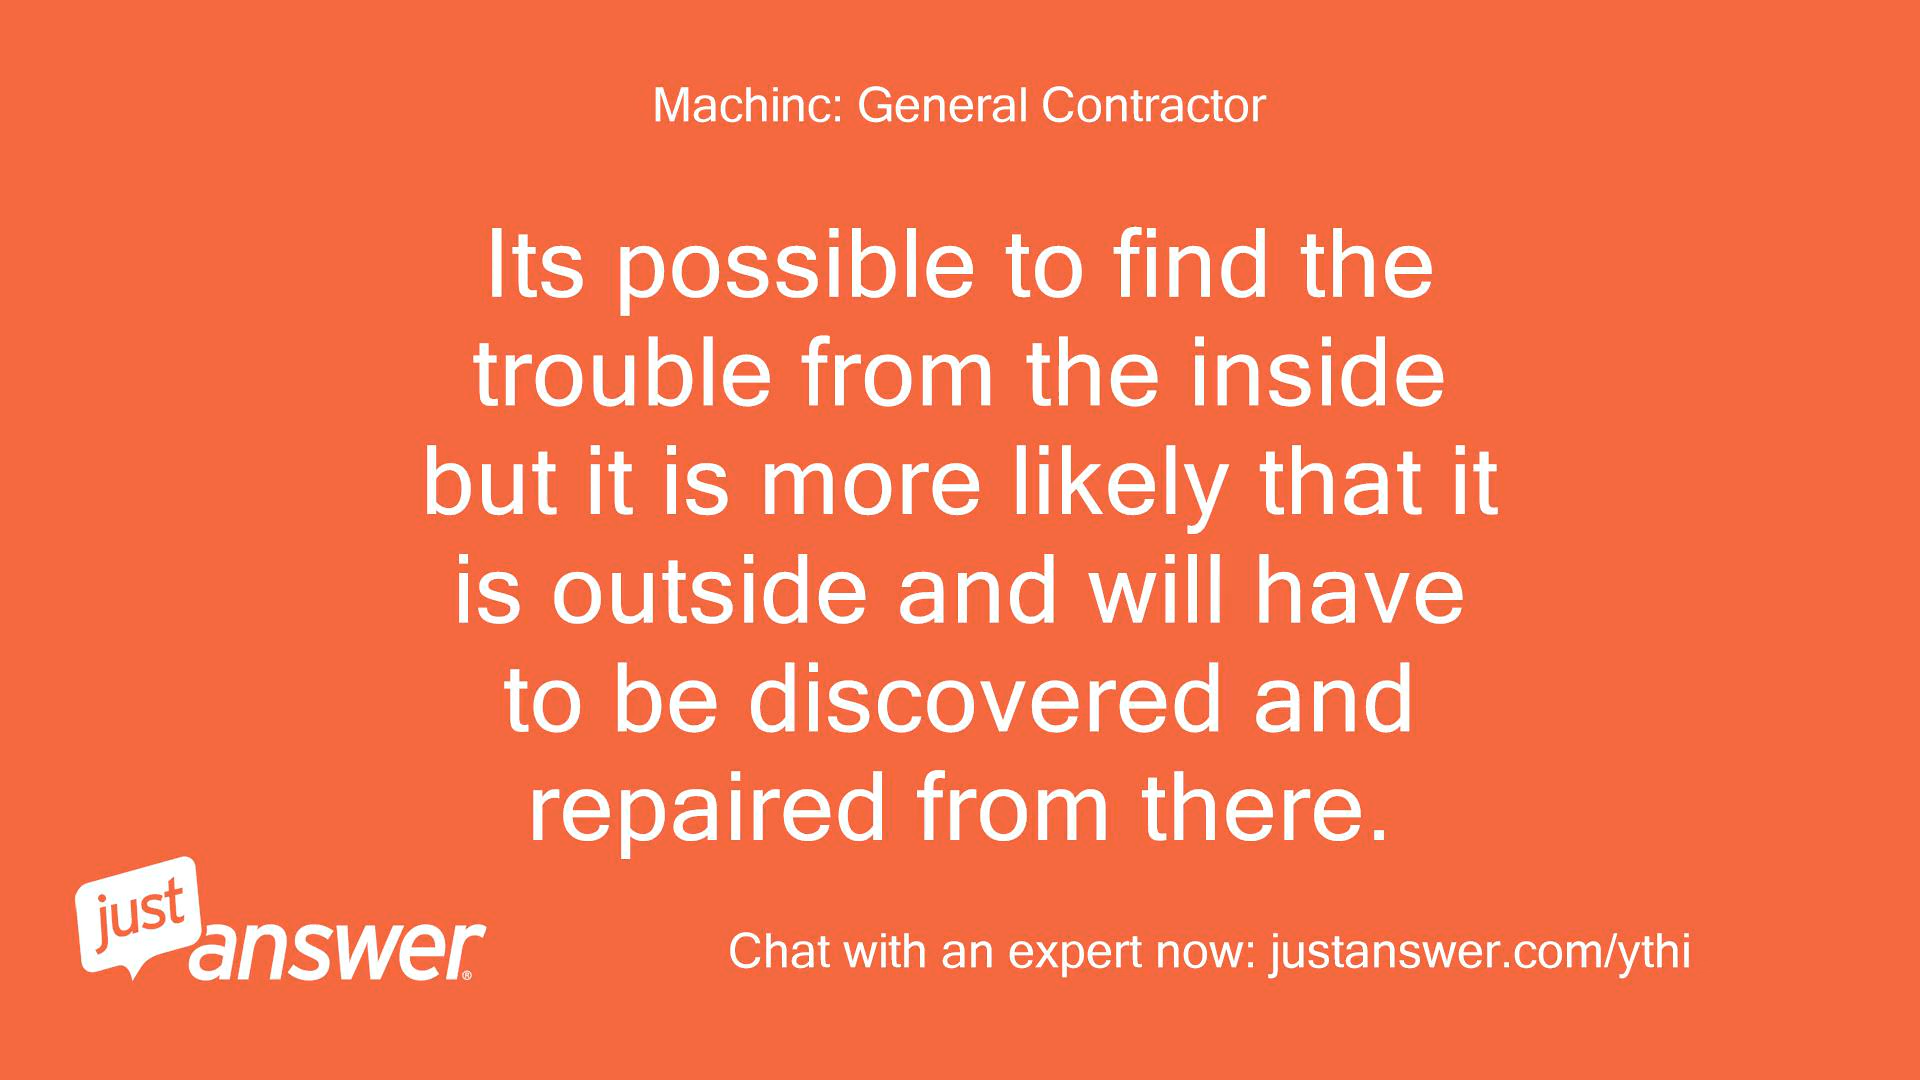 Machinc: General Contractor
Its possible to find the
trouble from the inside
but it is more likely that it
is outside and will have
to be discovered and
repaired from there.
just
answer®
Chat with an expert now: justanswer.com/ythi